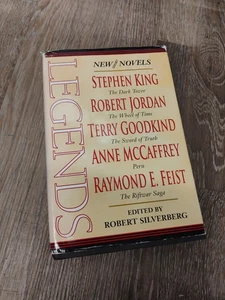 LEGENDS
NEW NOVELS
STEPHEN KING
The Dark Tower
ROBERT JORDAN
The Wheel of Time
TERRY GOODKIND
The Sword of Truth
ANNE MCCAFFREY
Pern
RAYMOND E. FEIST
The Riftwar Saga
EDITED BY
ROBERT SILVERBERG